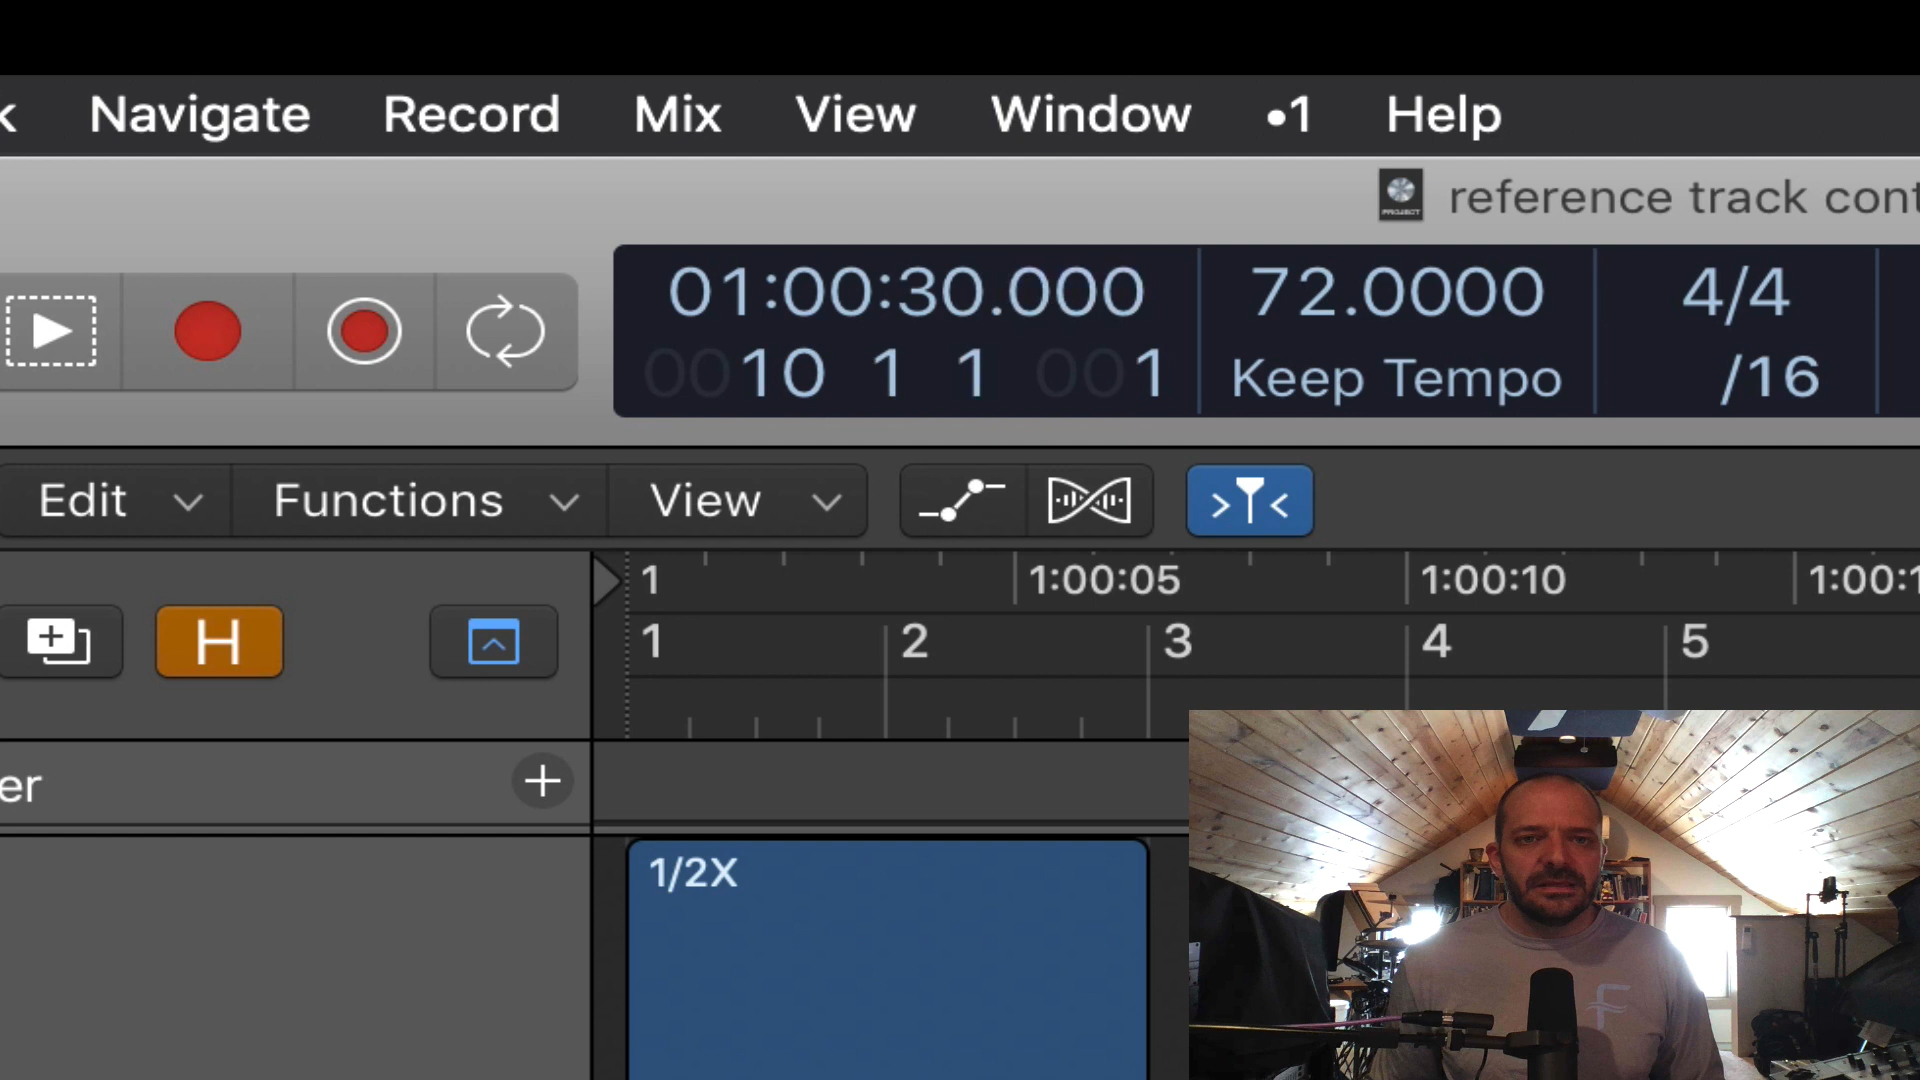 Navigate Record Mix View Window •1 Help
PROJECT reference track
01:00:30.000 72.0000 4/4
0010 1 1 001 Keep Tempo /16
Edit Functions View
1 1:00:05 1:00:10
H
1 2 3 4 5
1/2X